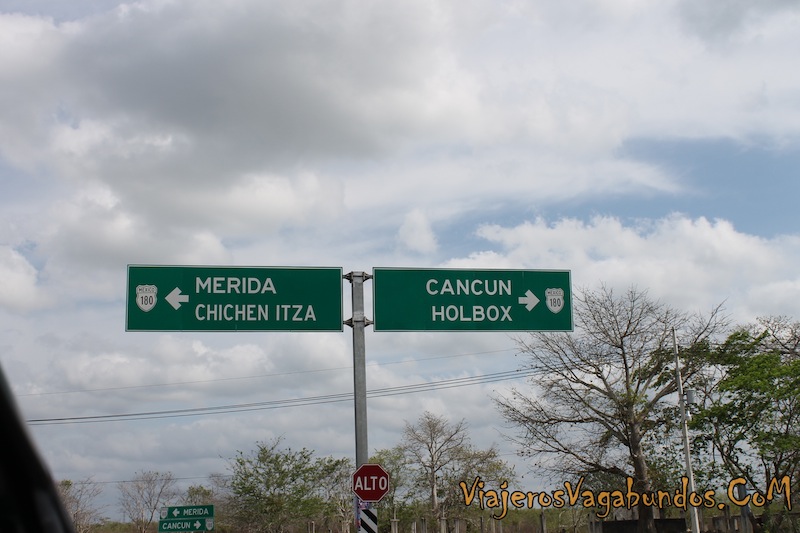 MERIDA
CHICHEN ITZA
MEXICO
180
CANCUN
HOLBOX
MEXICO
180
ALTO
MERIDA
CANCUN
ViajerosVagabundos.CoM